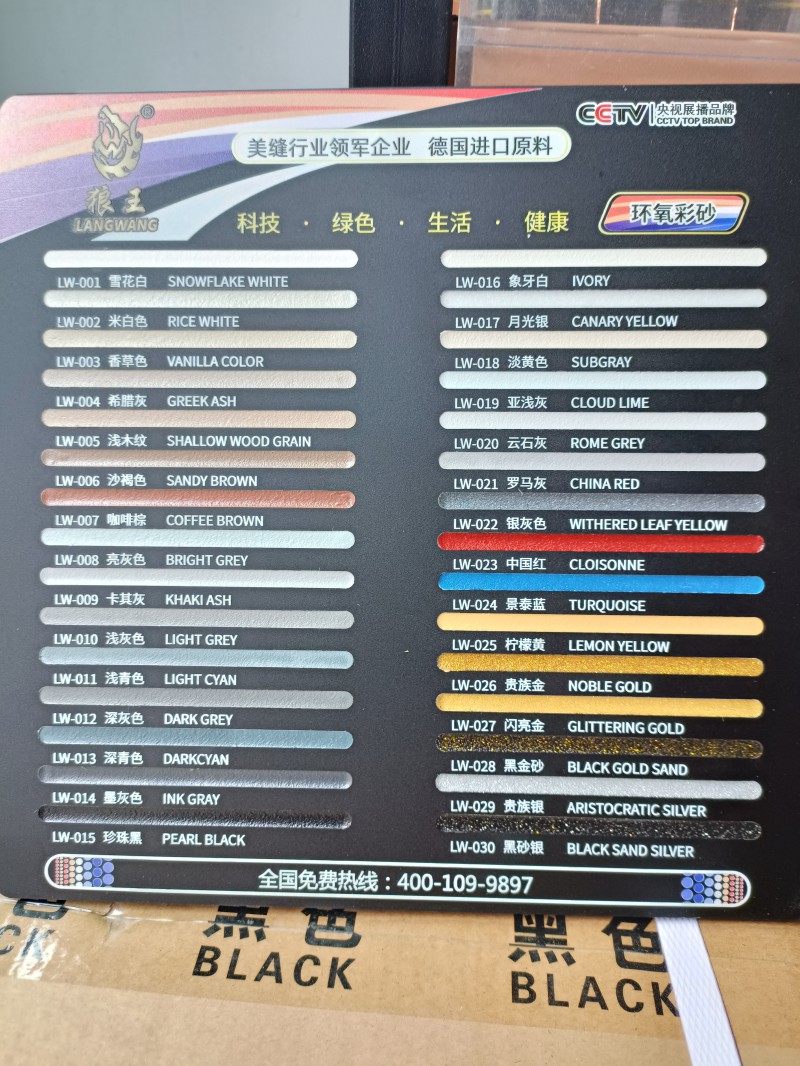 ®
CCTV 央视展播品牌
CCTV TOP BRAND
美缝行业领军企业 德国进口原料
狼王
LANGWANG
科技 · 绿色 · 生活 · 健康
环氧彩砂
LW-001 雪花白 SNOWFLAKE WHITE
LW-002 米白色 RICE WHITE
LW-003 香草色 VANILLA COLOR
LW-004 希腊灰 GREEK ASH
LW-005 浅木纹 SHALLOW WOOD GRAIN
LW-006 沙褐色 SANDY BROWN
LW-007 咖啡棕 COFFEE BROWN
LW-008 亮灰色 BRIGHT GREY
LW-009 卡其灰 KHAKI ASH
LW-010 浅灰色 LIGHT GREY
LW-011 浅青色 LIGHT CYAN
LW-012 深灰色 DARK GREY
LW-013 深青色 DARKCYAN
LW-014 墨灰色 INK GRAY
LW-015 珍珠黑 PEARL BLACK
LW-016 象牙白 IVORY
LW-017 月光银 CANARY YELLOW
LW-018 淡黄色 SUBGRAY
LW-019 亚浅灰 CLOUD LIME
LW-020 云石灰 ROME GREY
LW-021 罗马灰 CHINA RED
LW-022 银灰色 WITHERED LEAF YELLOW
LW-023 中国红 CLOISONNE
LW-024 景泰蓝 TURQUOISE
LW-025 柠檬黄 LEMON YELLOW
LW-026 贵族金 NOBLE GOLD
LW-027 闪亮金 GLITTERING GOLD
LW-028 黑金砂 BLACK GOLD SAND
LW-029 贵族银 ARISTOCRATIC SILVER
LW-030 黑砂银 BLACK SAND SILVER
全国免费热线：400-109-9897
黑色 黑色
CK BLACK BLACK